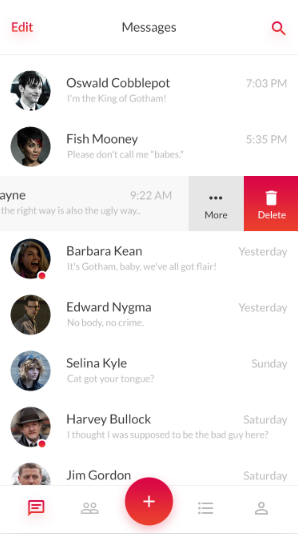 Edit
Messages
Oswald Cobblepot
7:03 PM
I'm the King of Gotham!
Fish Mooney
5:35 PM
Please don't call me "babes."
ayne
9:22 AM
the right way is also the ugly way..
More
Delete
Barbara Kean
Yesterday
It's Gotham, baby, we've all got flair!
Edward Nygma
Yesterday
No body, no crime.
Selina Kyle
Sunday
Cat got your tongue?
Harvey Bullock
Saturday
I thought I was supposed to be the bad guy here?
Jim Gordon
Saturday